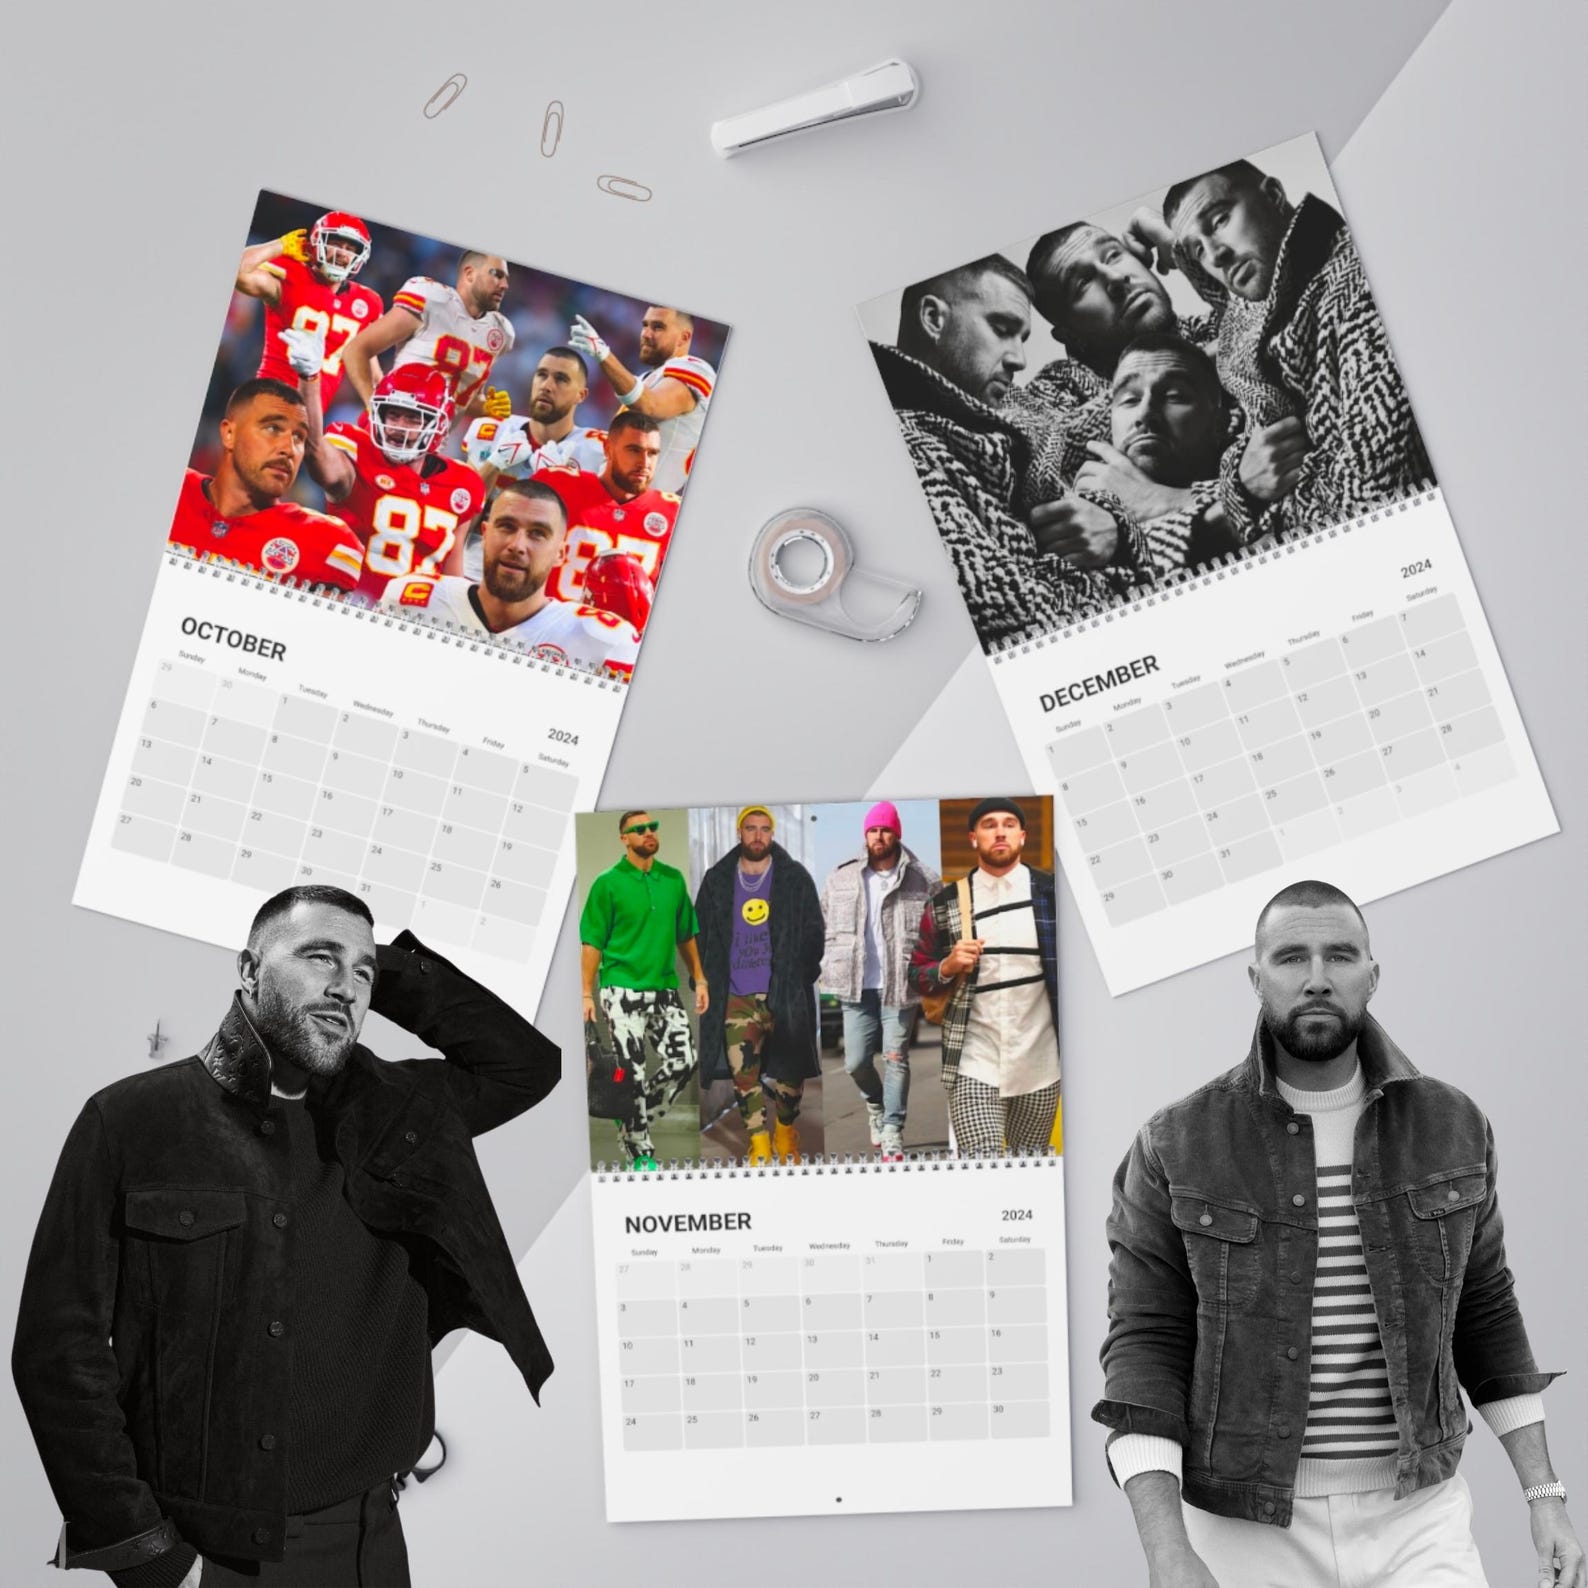 87
87
87
87
C
C
OCTOBER
2024
Sunday Monday Tuesday Wednesday Thursday Friday Saturday
29 30 1 2 3 4 5
6 7 8 9 10 11 12
13 14 15 16 17 18 19
20 21 22 23 24 25 26
27 28 29 30 31 1 2
DECEMBER
2024
Sunday Monday Tuesday Wednesday Thursday Friday Saturday
1 2 3 4 5 6 7
8 9 10 11 12 13 14
15 16 17 18 19 20 21
22 23 24 25 26 27 28
29 30 31 1 2 3 4
i like
you
different
NOVEMBER
2024
Sunday Monday Tuesday Wednesday Thursday Friday Saturday
27 28 29 30 31 1 2
3 4 5 6 7 8 9
10 11 12 13 14 15 16
17 18 19 20 21 22 23
24 25 26 27 28 29 30